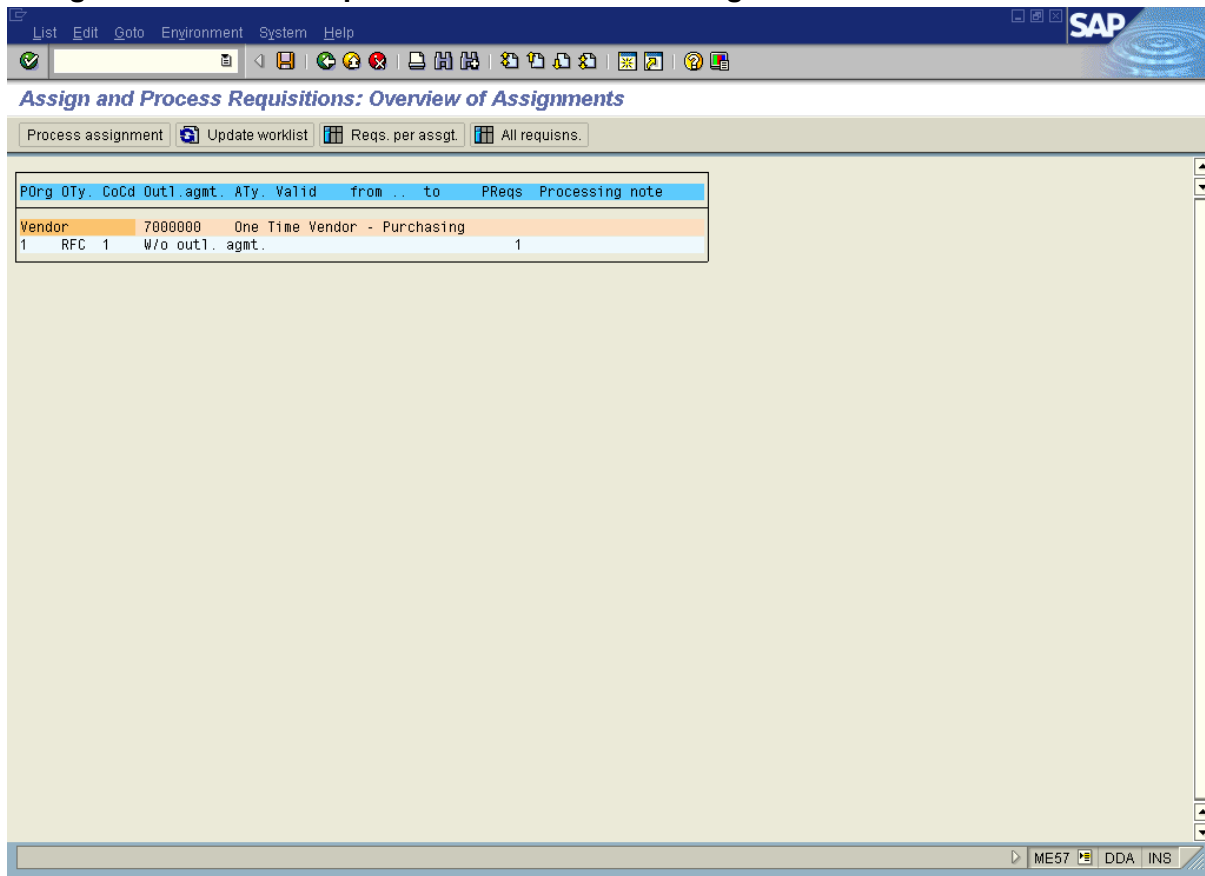 List Edit Goto Environment System Help
SAP
Assign and Process Requisitions: Overview of Assignments
Process assignment Update worklist Reqs. per assgt. All requisns.
POrg OTy. CoCd Outl.agmt. ATy. Valid from .. to PReqs Processing note
Vendor 7000000 One Time Vendor - Purchasing
1 RFC 1 W/o outl. agmt. 1
ME57 DDA INS